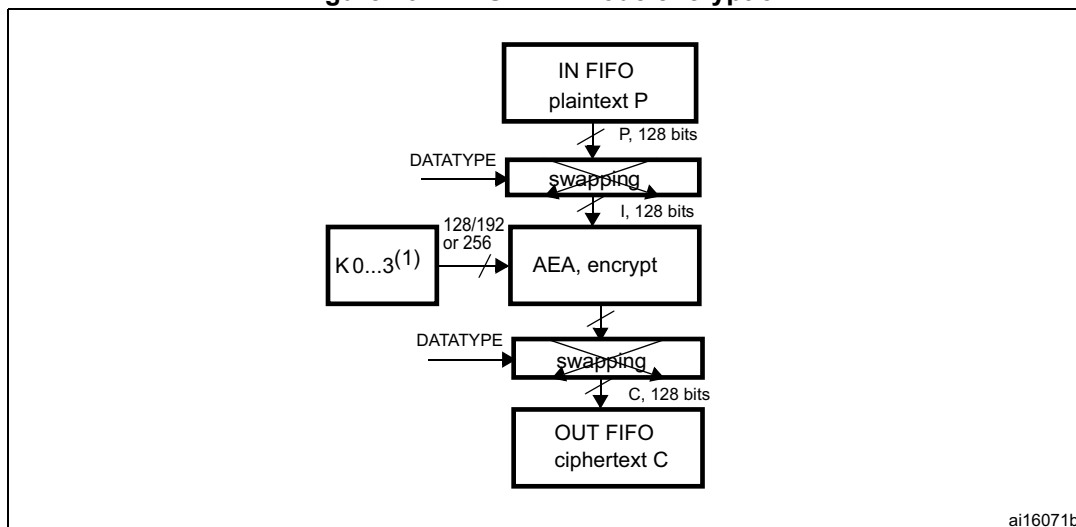 IN FIFO
plaintext P
P, 128 bits
DATATYPE
swapping
I, 128 bits
128/192
or 256
K 0...3(1)
AEA, encrypt
DATATYPE
swapping
C, 128 bits
OUT FIFO
ciphertext C
ai16071b